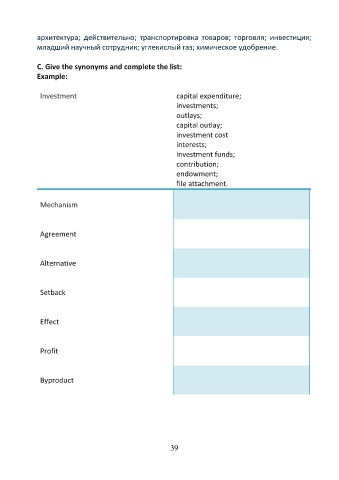 архитектура; действительно; транспортировка товаров; торговля; инвестиция;
младший научный сотрудник; углекислый газ; химическое удобрение.
C. Give the synonyms and complete the list:
Example:
Investment
capital expenditure;
investments;
outlays;
capital outlay;
investment cost
interests;
investment funds;
contribution;
endowment;
file attachment.
Mechanism
Agreement
Alternative
Setback
Effect
Profit
Byproduct
39